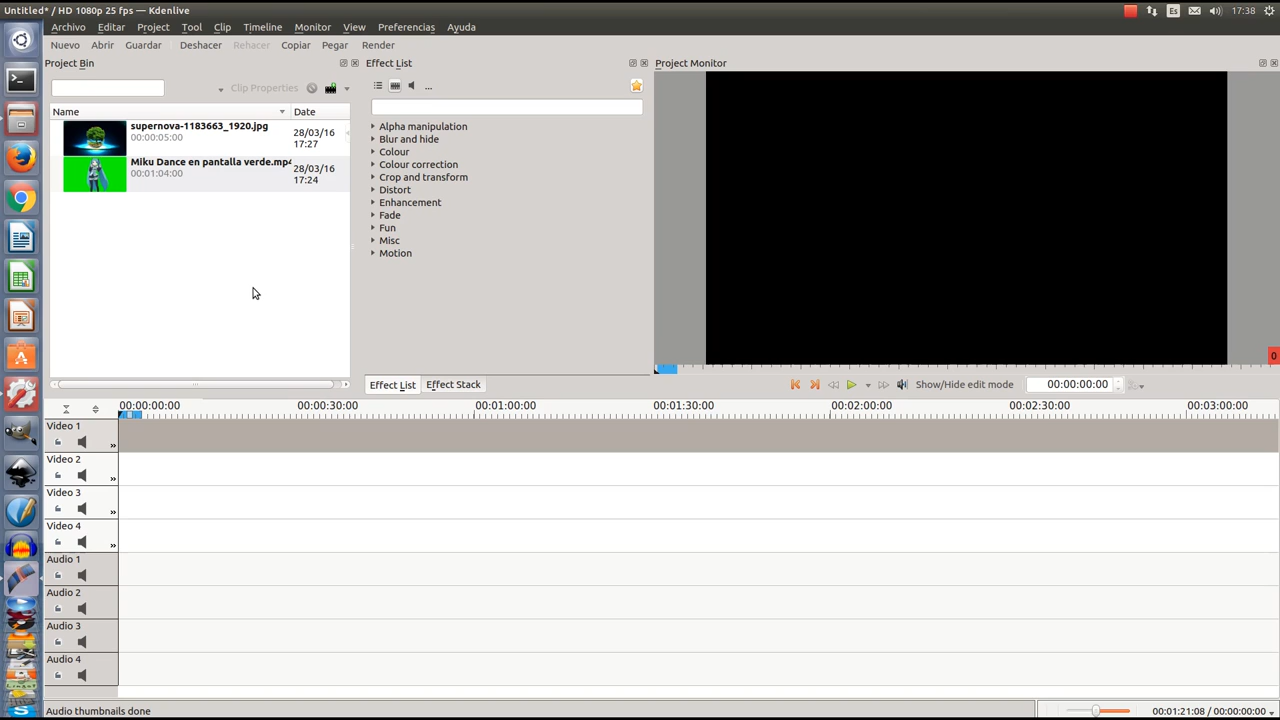 Untitled* / HD 1080p 25 fps - Kdenlive
Es
17:38
Archivo Editar Project Tool Clip Timeline Monitor View Preferencias Ayuda
Nuevo Abrir Guardar Deshacer Rehacer Copiar Pegar Render
Project Bin
Effect List
Project Monitor
Clip Properties
...
Name Date
supernova-1183663_1920.jpg
00:00:05:00
28/03/16
17:27
Miku Dance en pantalla verde.mp4
00:01:04:00
28/03/16
17:24
Alpha manipulation
Blur and hide
Colour
Colour correction
Crop and transform
Distort
Enhancement
Fade
Fun
Misc
Motion
0
Effect List Effect Stack
Show/Hide edit mode
00:00:00:00
00:00:00:00 00:00:30:00 00:01:00:00 00:01:30:00 00:02:00:00 00:02:30:00 00:03:00:00
Video 1
Video 2
Video 3
Video 4
Audio 1
Audio 2
Audio 3
Audio 4
Audio thumbnails done
00:01:21:08 / 00:00:00:00